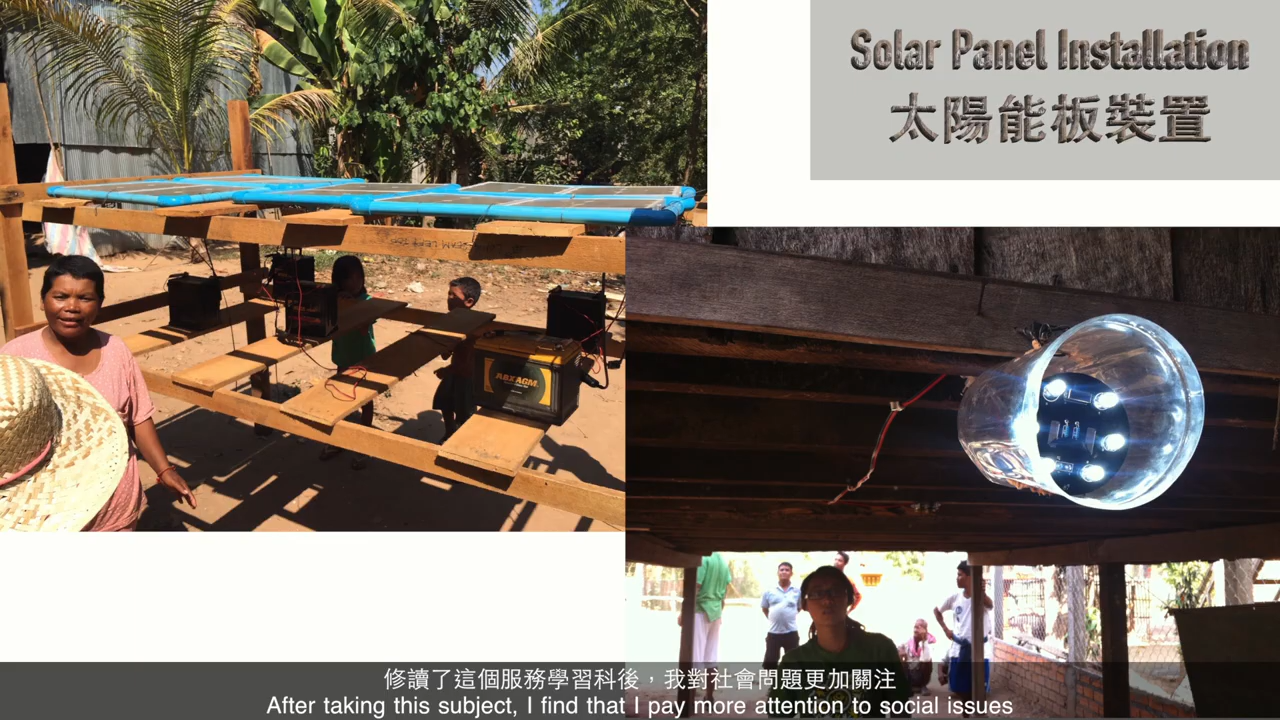 Solar Panel Installation
太陽能板裝置
ABX AGM
修讀了這個服務學習科後，我對社會問題更加關注
After taking this subject, I find that I pay more attention to social issues